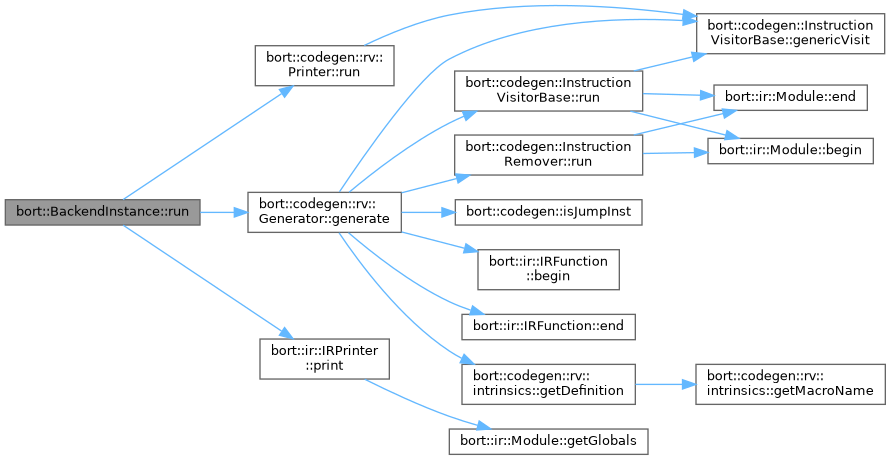 bort::BackendInstance::run
bort::codegen::rv::
Printer::run
bort::codegen::rv::
Generator::generate
bort::ir::IRPrinter
::print
bort::codegen::Instruction
VisitorBase::run
bort::codegen::Instruction
Remover::run
bort::codegen::isJumpInst
bort::ir::IRFunction
::begin
bort::ir::IRFunction::end
bort::codegen::rv::
intrinsics::getDefinition
bort::ir::Module::getGlobals
bort::codegen::Instruction
VisitorBase::genericVisit
bort::ir::Module::end
bort::ir::Module::begin
bort::codegen::rv::
intrinsics::getMacroName